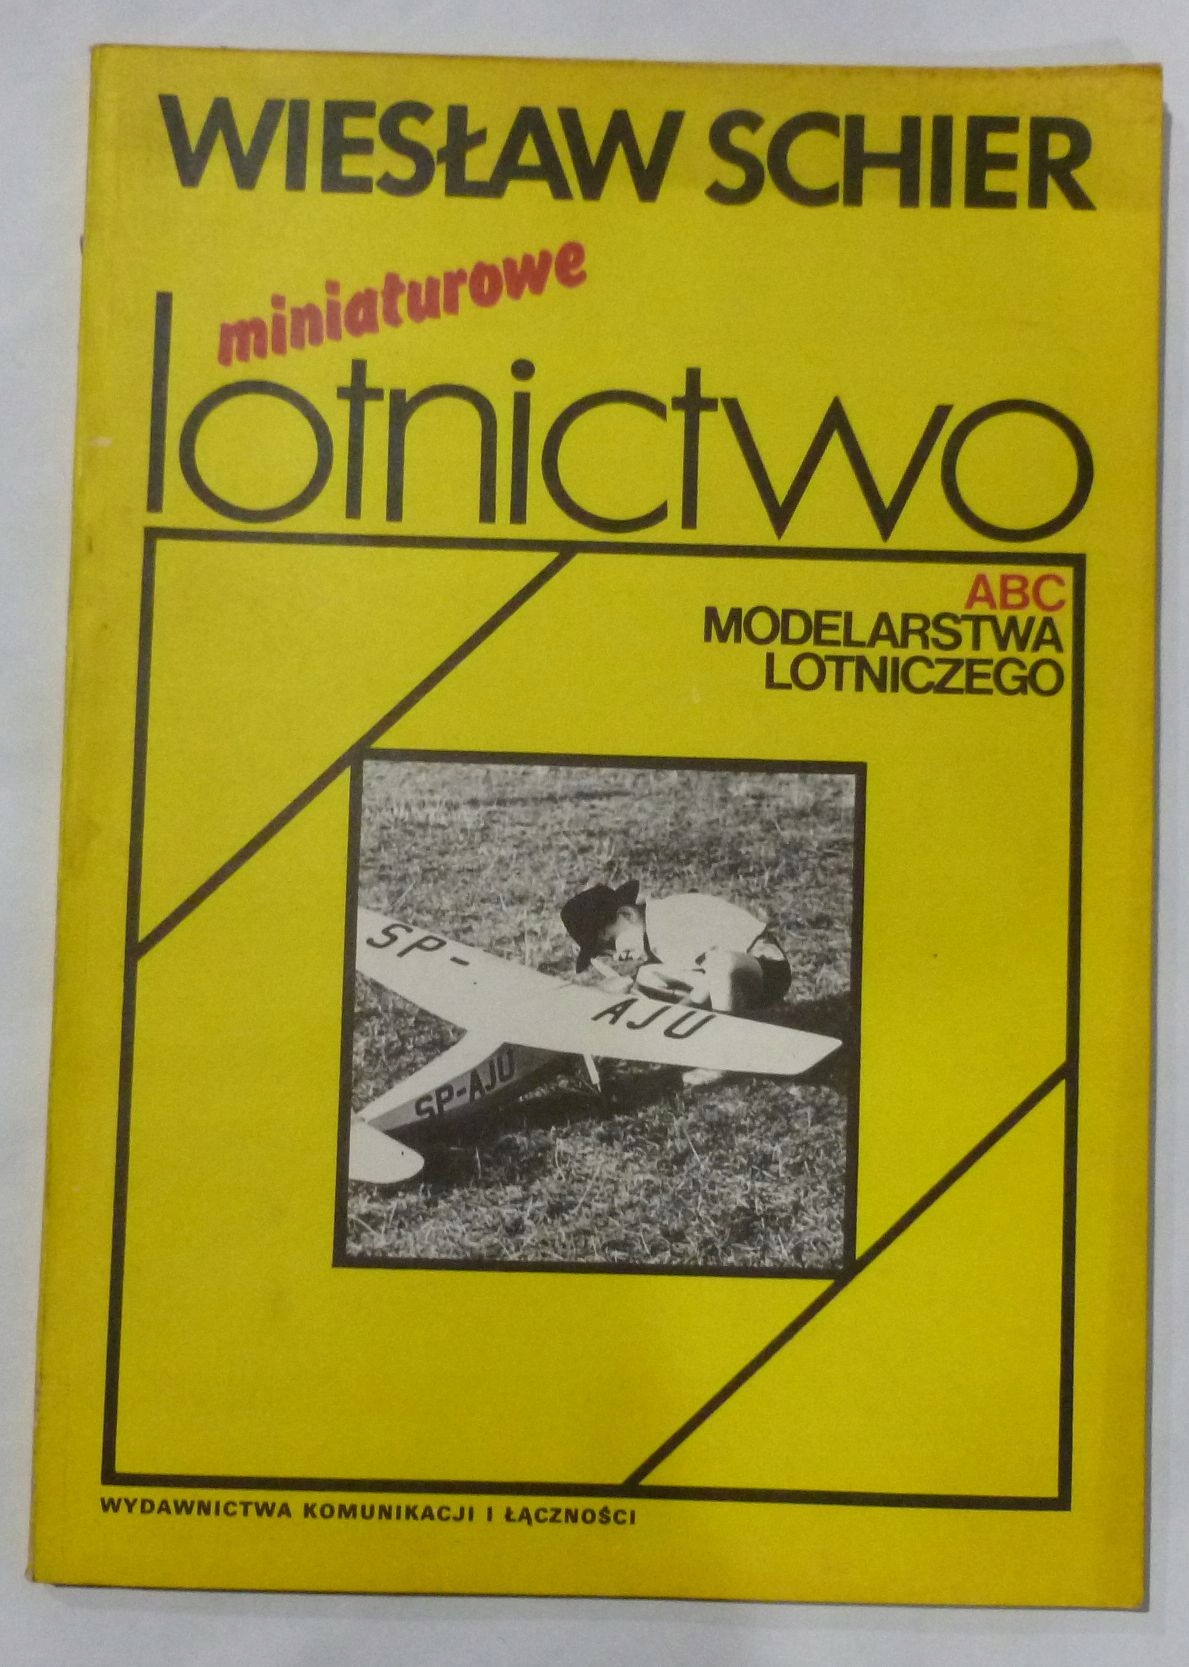 WIESŁAW SCHIER
miniaturowe
lotnictwo
ABC
MODELARSTWA
LOTNICZEGO
SP-
AJU
SP-AJU
WYDAWNICTWA KOMUNIKACJI I ŁĄCZNOŚCI